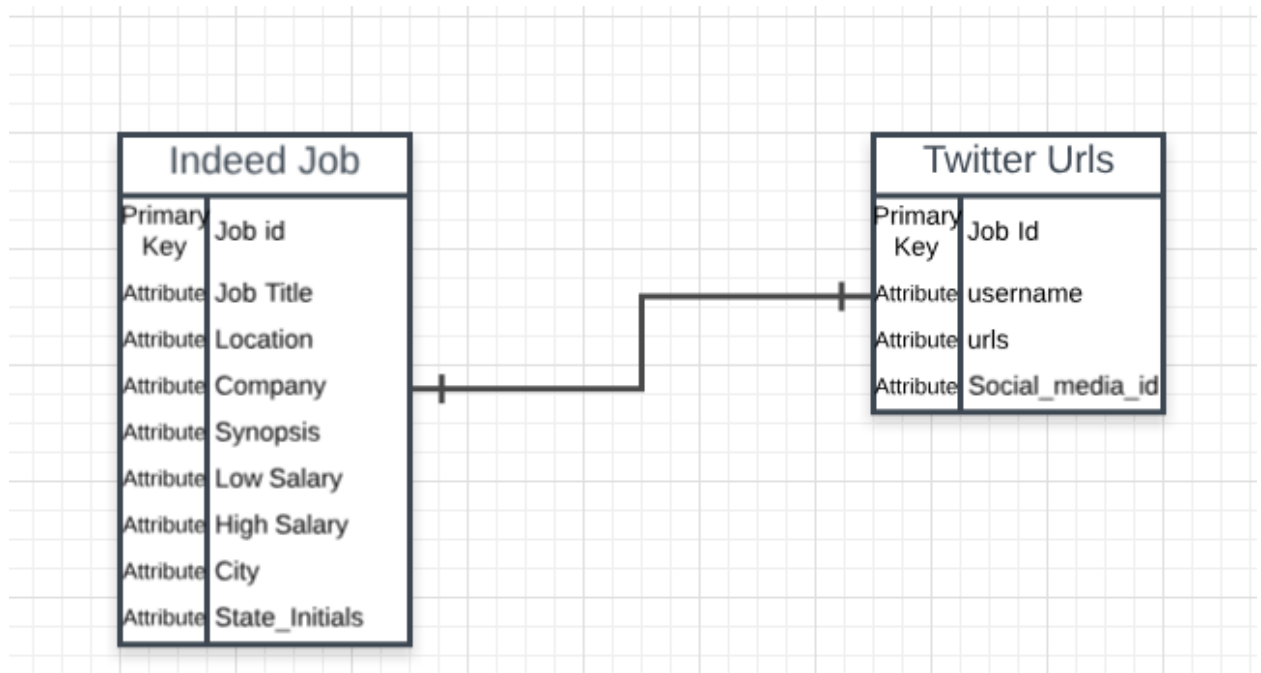 Indeed Job
Primary Key Job id
Attribute Job Title
Attribute Location
Attribute Company
Attribute Synopsis
Attribute Low Salary
Attribute High Salary
Attribute City
Attribute State_Initials
Twitter Urls
Primary Key Job Id
Attribute username
Attribute urls
Attribute Social_media_id